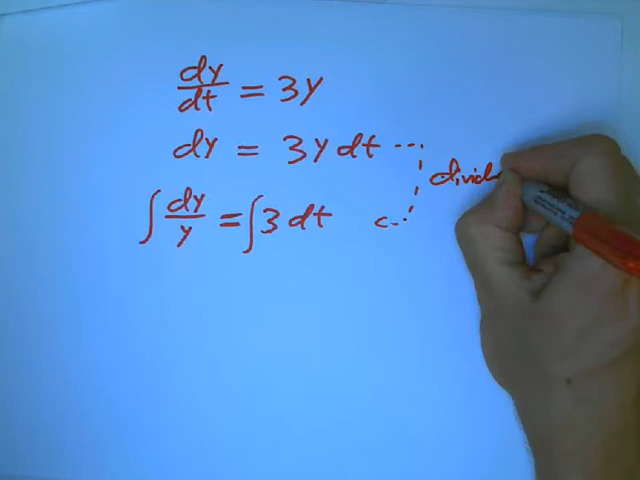 dy/dt = 3y
dy = 3y dt
∫ dy/y = ∫ 3 dt